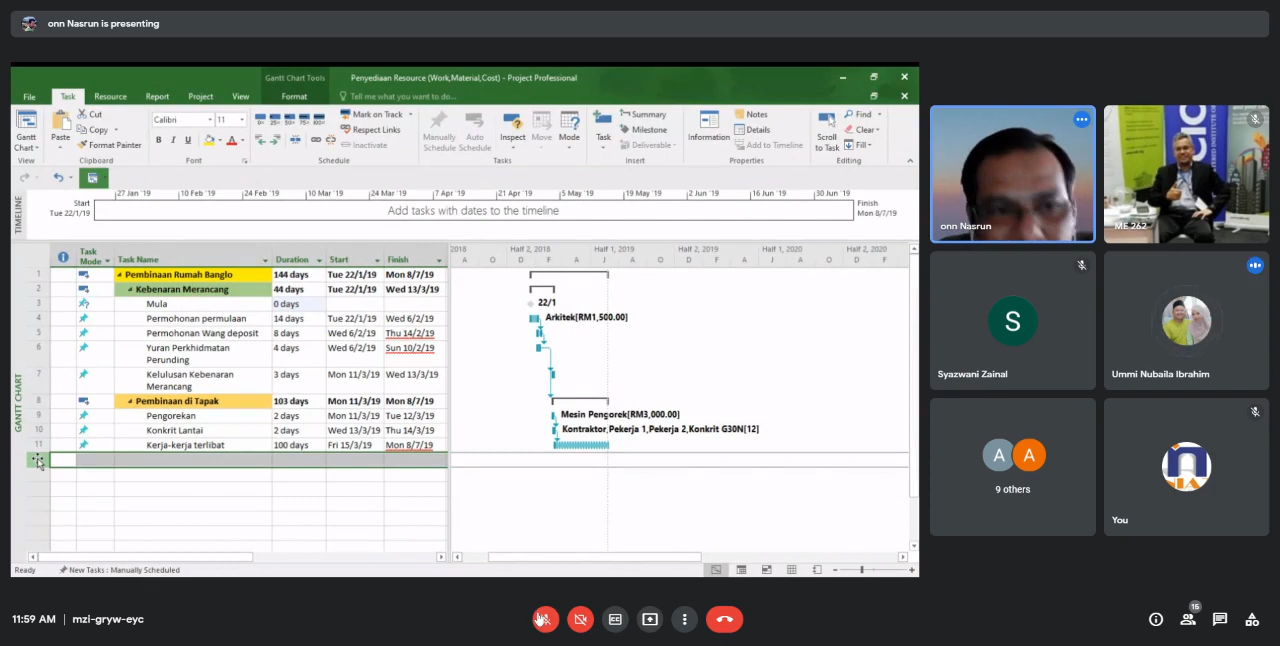 onn Nasrun is presenting
Gantt Chart Tools
Penyediaan Resource (Work,Material,Cost) - Project Professional
File Task Resource Report Project View Format Tell me what you want to do...
Gantt Chart
View
Paste
Cut
Copy
Format Painter
Clipboard
Calibri 11
B I U A
Font
0% 25% 50% 75% 100%
Mark on Track
Respect Links
Inactivate
Schedule
Manually Schedule
Auto Schedule
Inspect
Move
Mode
Tasks
Task
Summary
Milestone
Deliverable
Insert
Information
Notes
Details
Add to Timeline
Properties
Scroll to Task
Find
Clear
Fill
Editing
TIMELINE
27 Jan '19 10 Feb '19 24 Feb '19 10 Mar '19 24 Mar '19 7 Apr '19 21 Apr '19 5 May '19 19 May '19 2 Jun '19 16 Jun '19 30 Jun '19
Start
Tue 22/1/19
Add tasks with dates to the timeline
Finish
Mon 8/7/19
2018 Half 2, 2018 Half 1, 2019 Half 2, 2019 Half 1, 2020 Half 2, 2020
A O D F A J A O D F A J A O D F
Task Mode Task Name Duration Start Finish
1 Pembinaan Rumah Banglo 144 days Tue 22/1/19 Mon 8/7/19
2 Kebenaran Merancang 44 days Tue 22/1/19 Wed 13/3/19
3 Mula 0 days
22/1
4 Permohonan permulaan 14 days Tue 22/1/19 Wed 6/2/19
Arkitek[RM1,500.00]
5 Permohonan Wang deposit 8 days Wed 6/2/19 Thu 14/2/19
6 Yuran Perkhidmatan Perunding 4 days Wed 6/2/19 Sun 10/2/19
7 Kelulusan Kebenaran Merancang 3 days Mon 11/3/19 Wed 13/3/19
8 Pembinaan di Tapak 103 days Mon 11/3/19 Mon 8/7/19
9 Pengorekan 2 days Mon 11/3/19 Tue 12/3/19
Mesin Pengorek[RM3,000.00]
10 Konkrit Lantai 2 days Wed 13/3/19 Thu 14/3/19
Kontraktor,Pekerja 1,Pekerja 2,Konkrit G30N[12]
11 Kerja-kerja terlibat 100 days Fri 15/3/19 Mon 8/7/19
GANTT CHART
Ready New Tasks : Manually Scheduled
onn Nasrun
ME 262
S
Syazwani Zainal
Ummi Nubaila Ibrahim
A A
9 others
You
11:59 AM | mzi-gryw-eyc
15